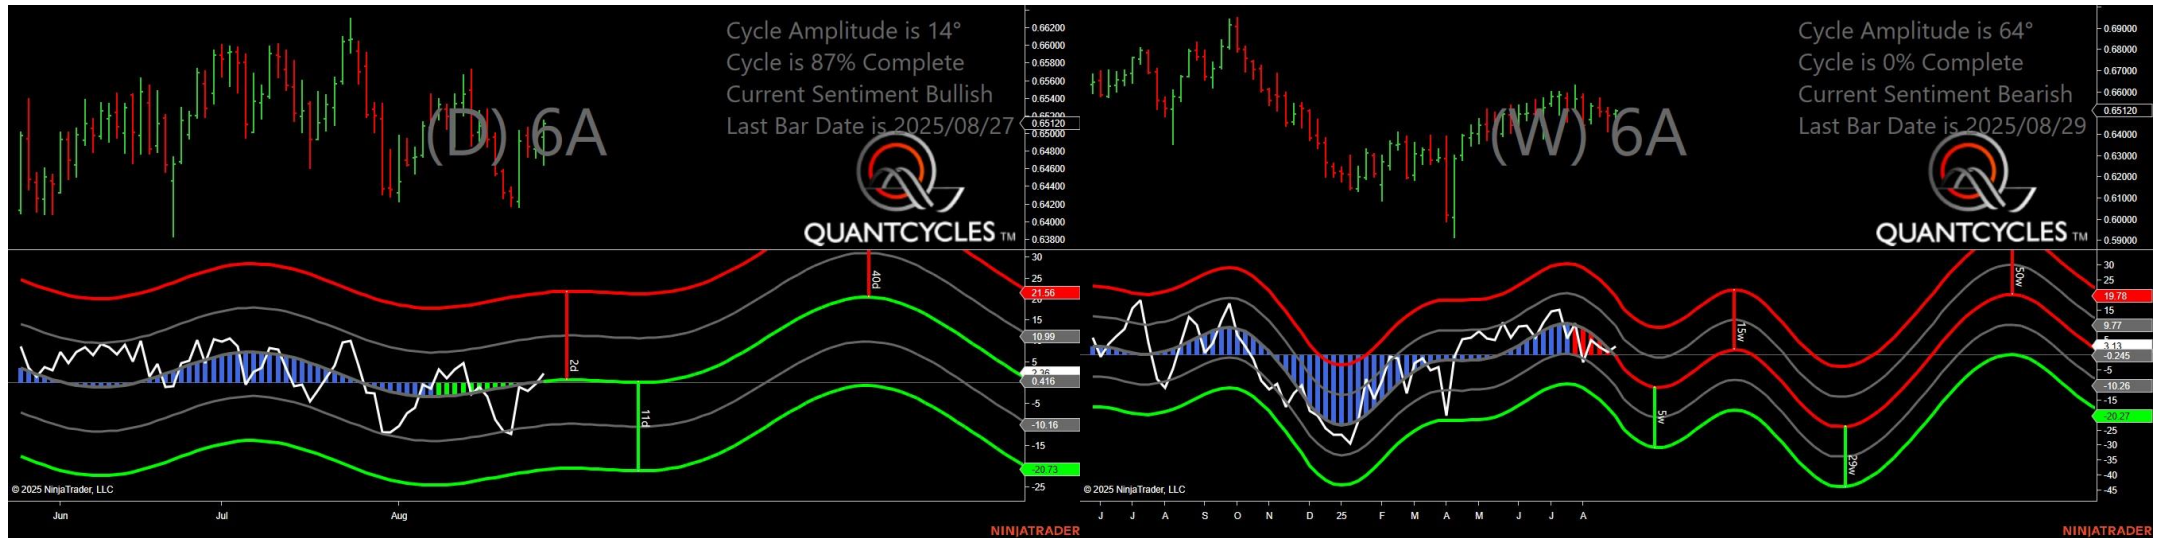 Cycle Amplitude is 14°
Cycle is 87% Complete
Current Sentiment Bullish
Last Bar Date is 2025/08/27
(D) 6A
QUANTCYCLES TM
0.66200
0.66000
0.65800
0.65600
0.65400
0.65120
0.65000
0.64800
0.64600
0.64400
0.64200
0.64000
0.63800
40d
2d
11d
30
25
21.56
15
10.99
5
2.36
0.416
-5
-10.16
-15
-20.73
-25
© 2025 NinjaTrader, LLC
Jun Jul Aug
NINJATRADER
Cycle Amplitude is 64°
Cycle is 0% Complete
Current Sentiment Bearish
Last Bar Date is 2025/08/29
(W) 6A
QUANTCYCLES TM
0.69000
0.68000
0.67000
0.66000
0.65120
0.64000
0.63000
0.62000
0.61000
0.60000
0.59000
50w
15w
5w
29w
30
25
19.78
15
9.77
3.13
-0.245
-5
-10.26
-15
-20.27
-25
-30
-35
-40
-45
© 2025 NinjaTrader, LLC
J J A S O N D 25 F M A M J J A
NINJATRADER